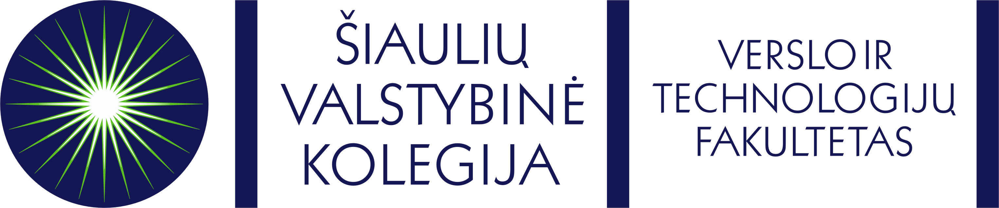 ŠIAULIŲ
VALSTYBINĖ
KOLEGIJA
VERSLO IR
TECHNOLOGIJŲ
FAKULTETAS